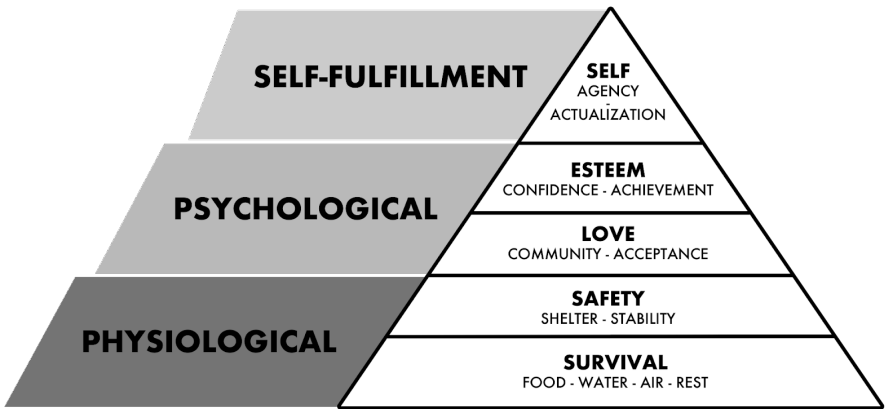 SELF-FULFILLMENT
SELF
AGENCY
-
ACTUALIZATION
PSYCHOLOGICAL
ESTEEM
CONFIDENCE - ACHIEVEMENT
LOVE
COMMUNITY - ACCEPTANCE
PHYSIOLOGICAL
SAFETY
SHELTER - STABILITY
SURVIVAL
FOOD - WATER - AIR - REST